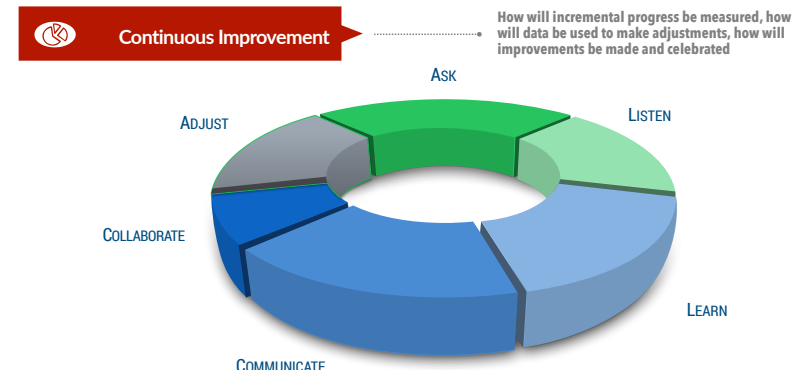 Continuous Improvement
How will incremental progress be measured, how
will data be used to make adjustments, how will
improvements be made and celebrated
ASK
LISTEN
ADJUST
COLLABORATE
LEARN
COMMUNICATE